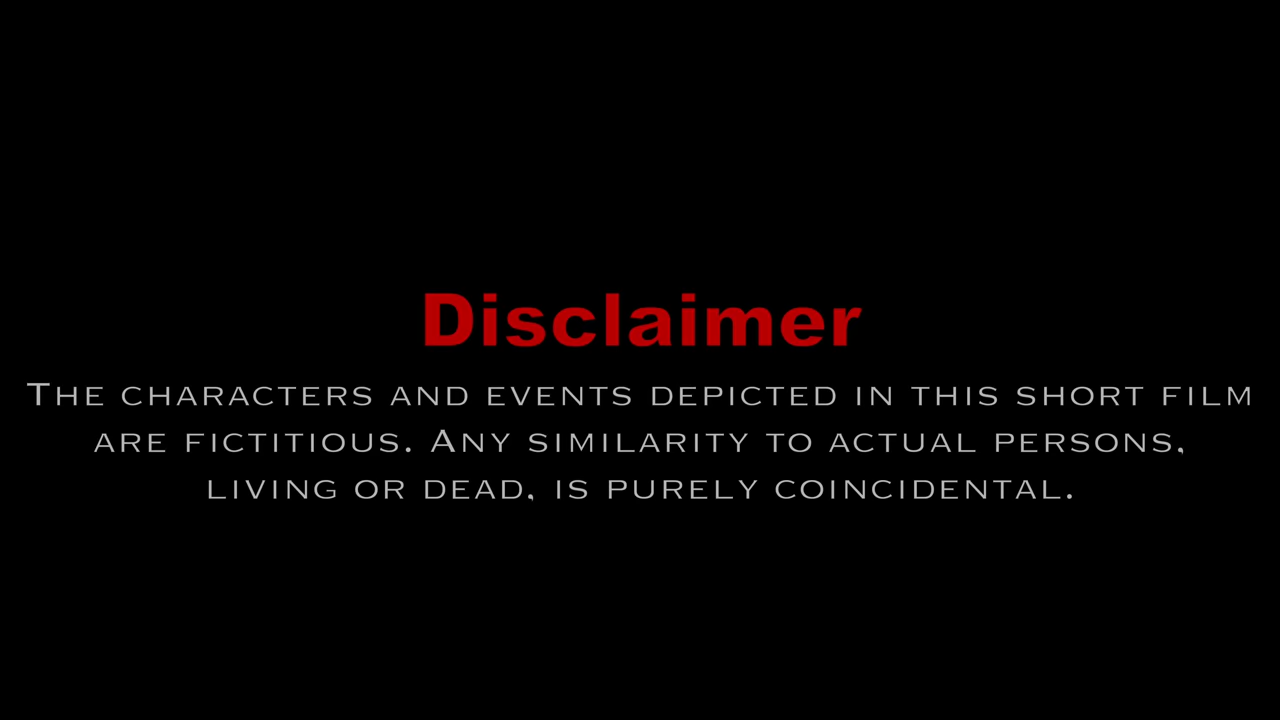 Disclaimer
The characters and events depicted in this short film
are fictitious. Any similarity to actual persons,
living or dead, is purely coincidental.